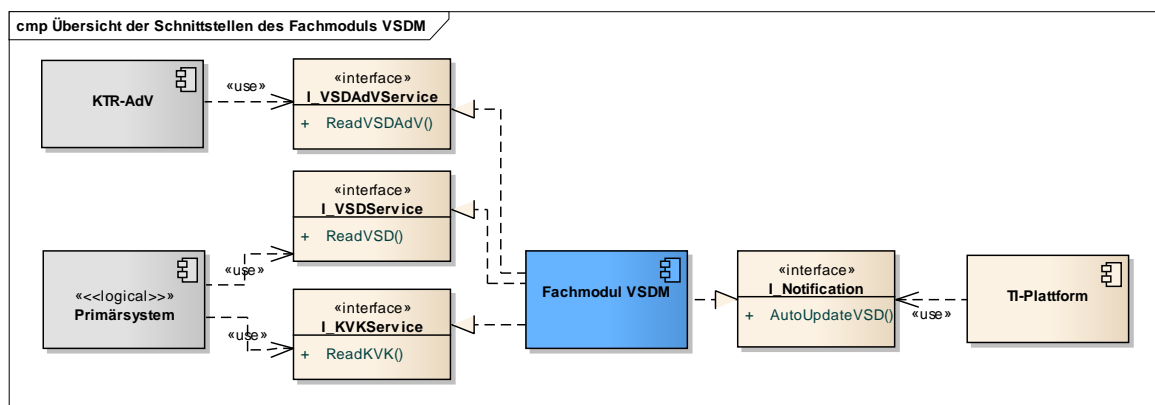 cmp Übersicht der Schnittstellen des Fachmoduls VSDM
KTR-AdV
«use»
«interface»
I_VSDAdVService
+ ReadVSDAdV()
«interface»
I_VSDService
+ ReadVSD()
«use»
«<<logical>>»
Primärsystem
«use»
«interface»
I_KVKService
+ ReadKVK()
Fachmodul VSDM
«interface»
I_Notification
+ AutoUpdateVSD()
«use»
TI-Plattform